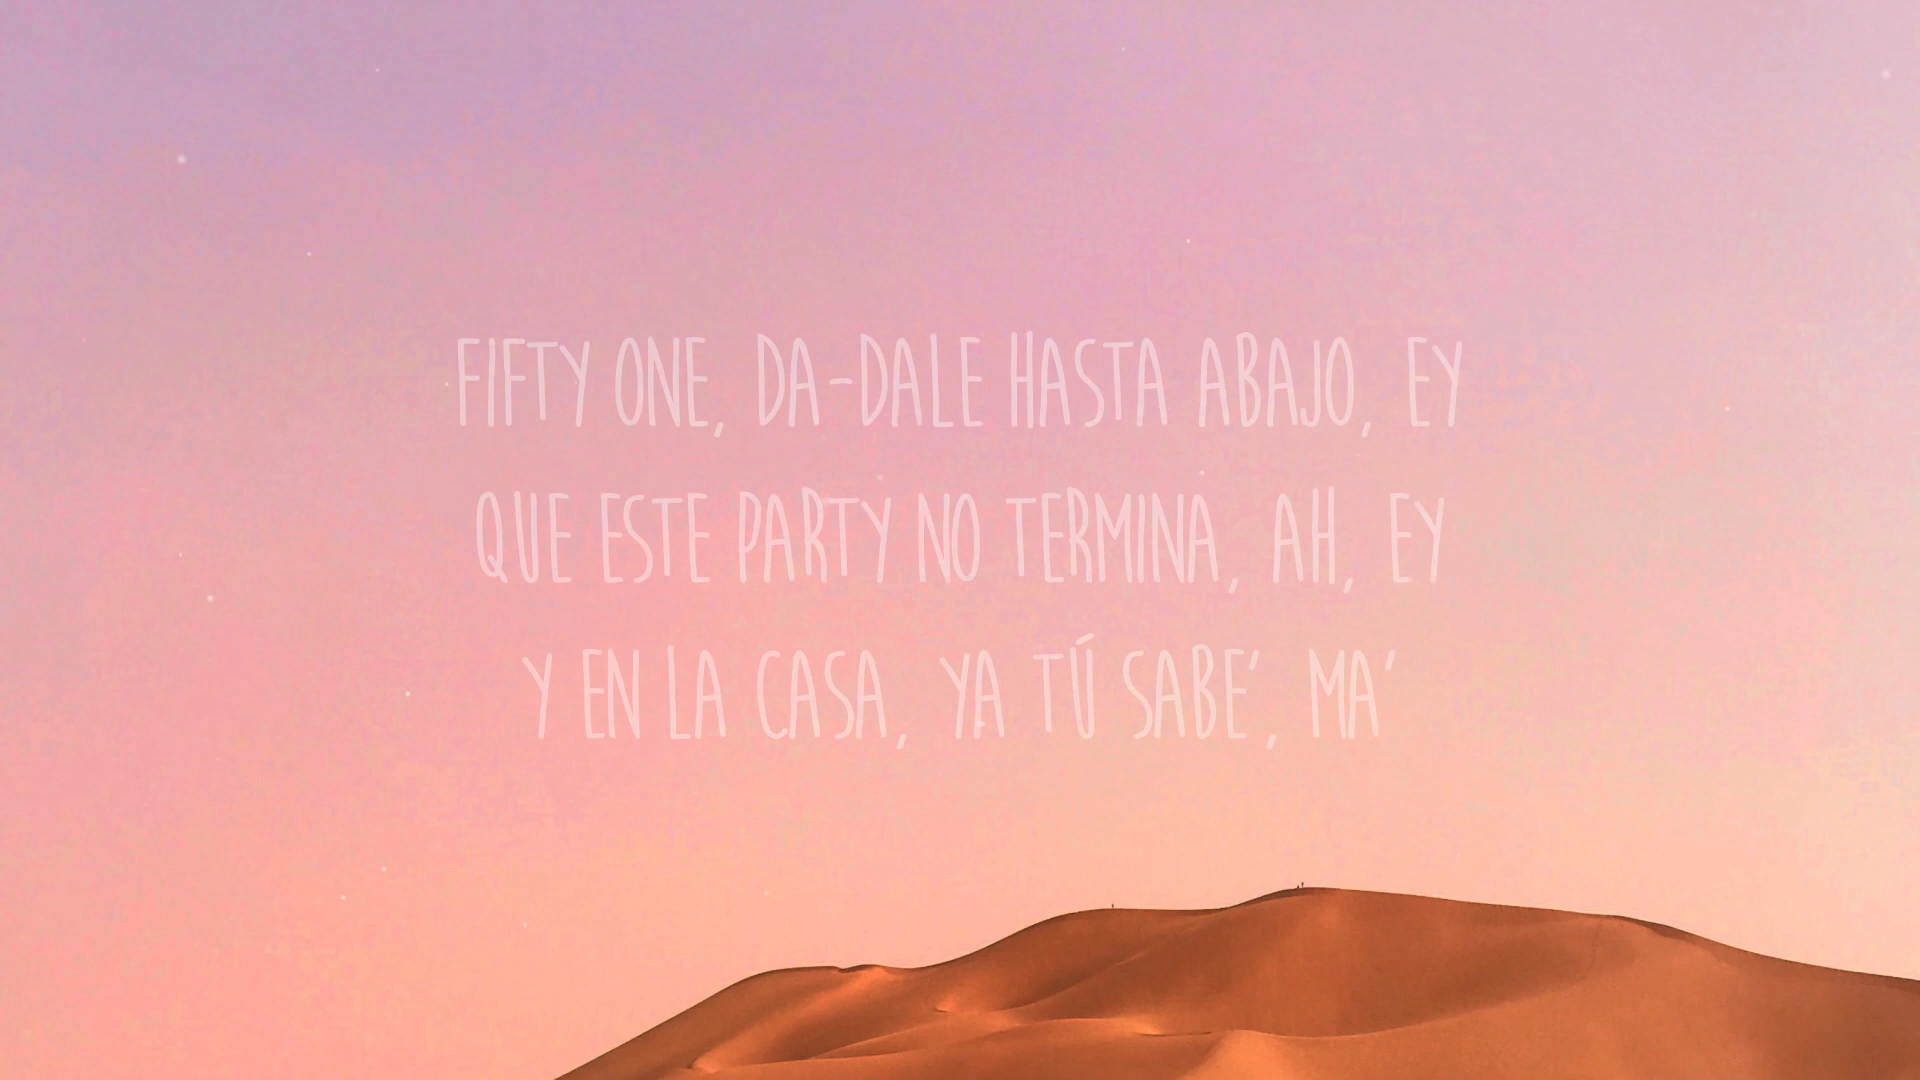 FIFTY ONE, DA-DALE HASTA ABAJO, EY
QUE ESTE PARTY NO TERMINA, AH, EY
Y EN LA CASA, YA TÚ SABE', MA'